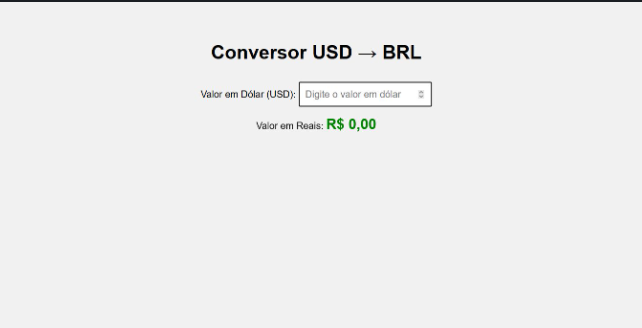 Conversor USD → BRL
Valor em Dólar (USD): Digite o valor em dólar
Valor em Reais: R$ 0,00